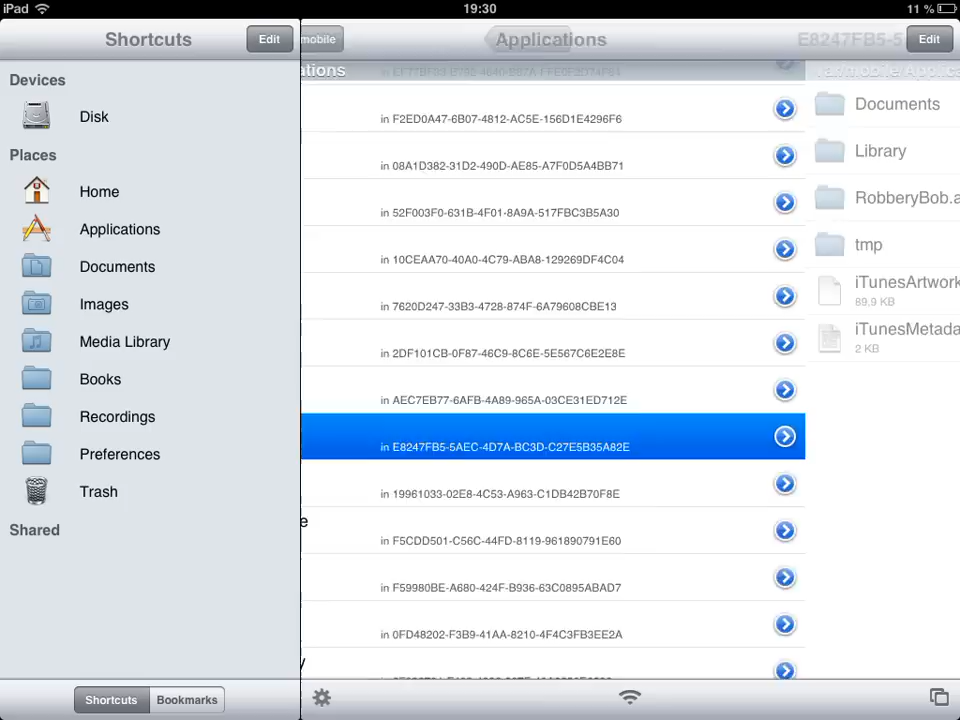 iPad 19:30 11 %
Shortcuts Edit
Devices
Disk
Places
Home
Applications
Documents
Images
Media Library
Books
Recordings
Preferences
Trash
Shared
Shortcuts Bookmarks
mobile Applications
ations
in F2ED0A47-6B07-4812-AC5E-156D1E4296F6
in 08A1D382-31D2-490D-AE85-A7F0D5A4BB71
in 52F003F0-631B-4F01-8A9A-517FBC3B5A30
in 10CEAA70-40A0-4C79-ABA8-129269DF4C04
in 7620D247-33B3-4728-874F-6A79608CBE13
in 2DF101CB-0F87-46C9-8C6E-5E567C6E2E8E
in AEC7EB77-6AFB-4A89-965A-03CE31ED712E
in E8247FB5-5AEC-4D7A-BC3D-C27E5B35A82E
in 19961033-02E8-4C53-A963-C1DB42B70F8E
e
in F5CDD501-C56C-44FD-8119-961890791E60
in F59980BE-A680-424F-B936-63C0895ABAD7
in 0FD48202-F3B9-41AA-8210-4F4C3FB3EE2A
y
E8247FB5-5 Edit
/mobile/Applica
Documents
Library
RobberyBob.a
tmp
iTunesArtwork
89,9 KB
iTunesMetada
2 KB